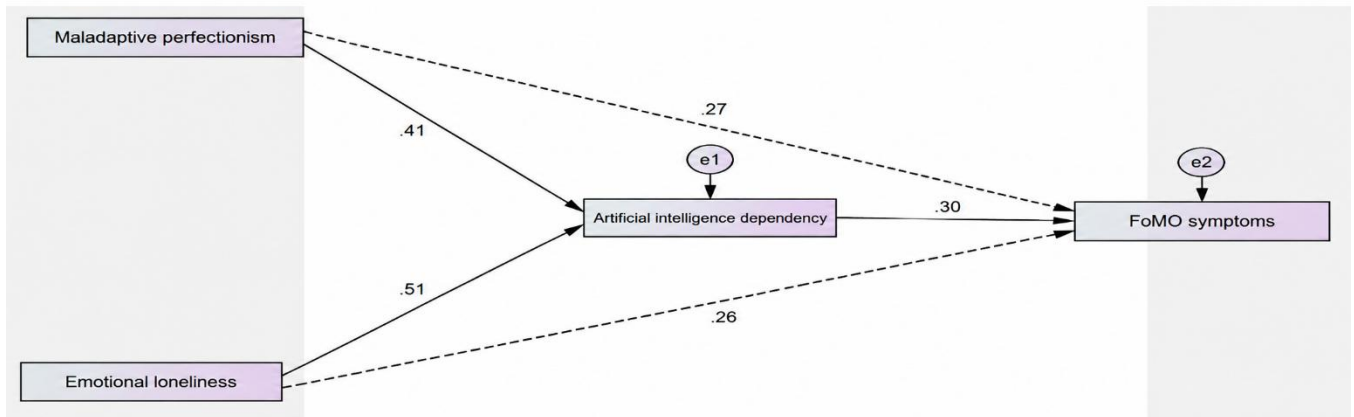 Maladaptive perfectionism
.27
.41
e1
e2
Artificial intelligence dependency
.30
FoMO symptoms
.51
.26
Emotional loneliness